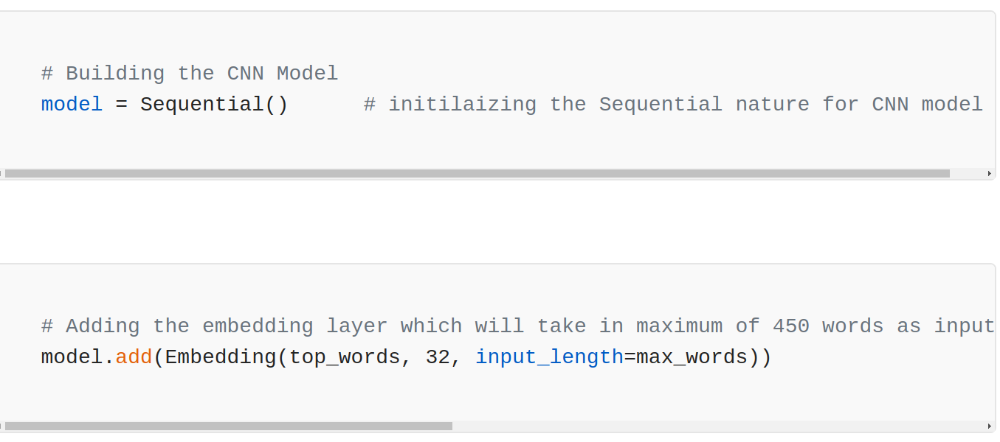 # Building the CNN Model
model = Sequential()      # initilaizing the Sequential nature for CNN model
# Adding the embedding layer which will take in maximum of 450 words as input
model.add(Embedding(top_words, 32, input_length=max_words))